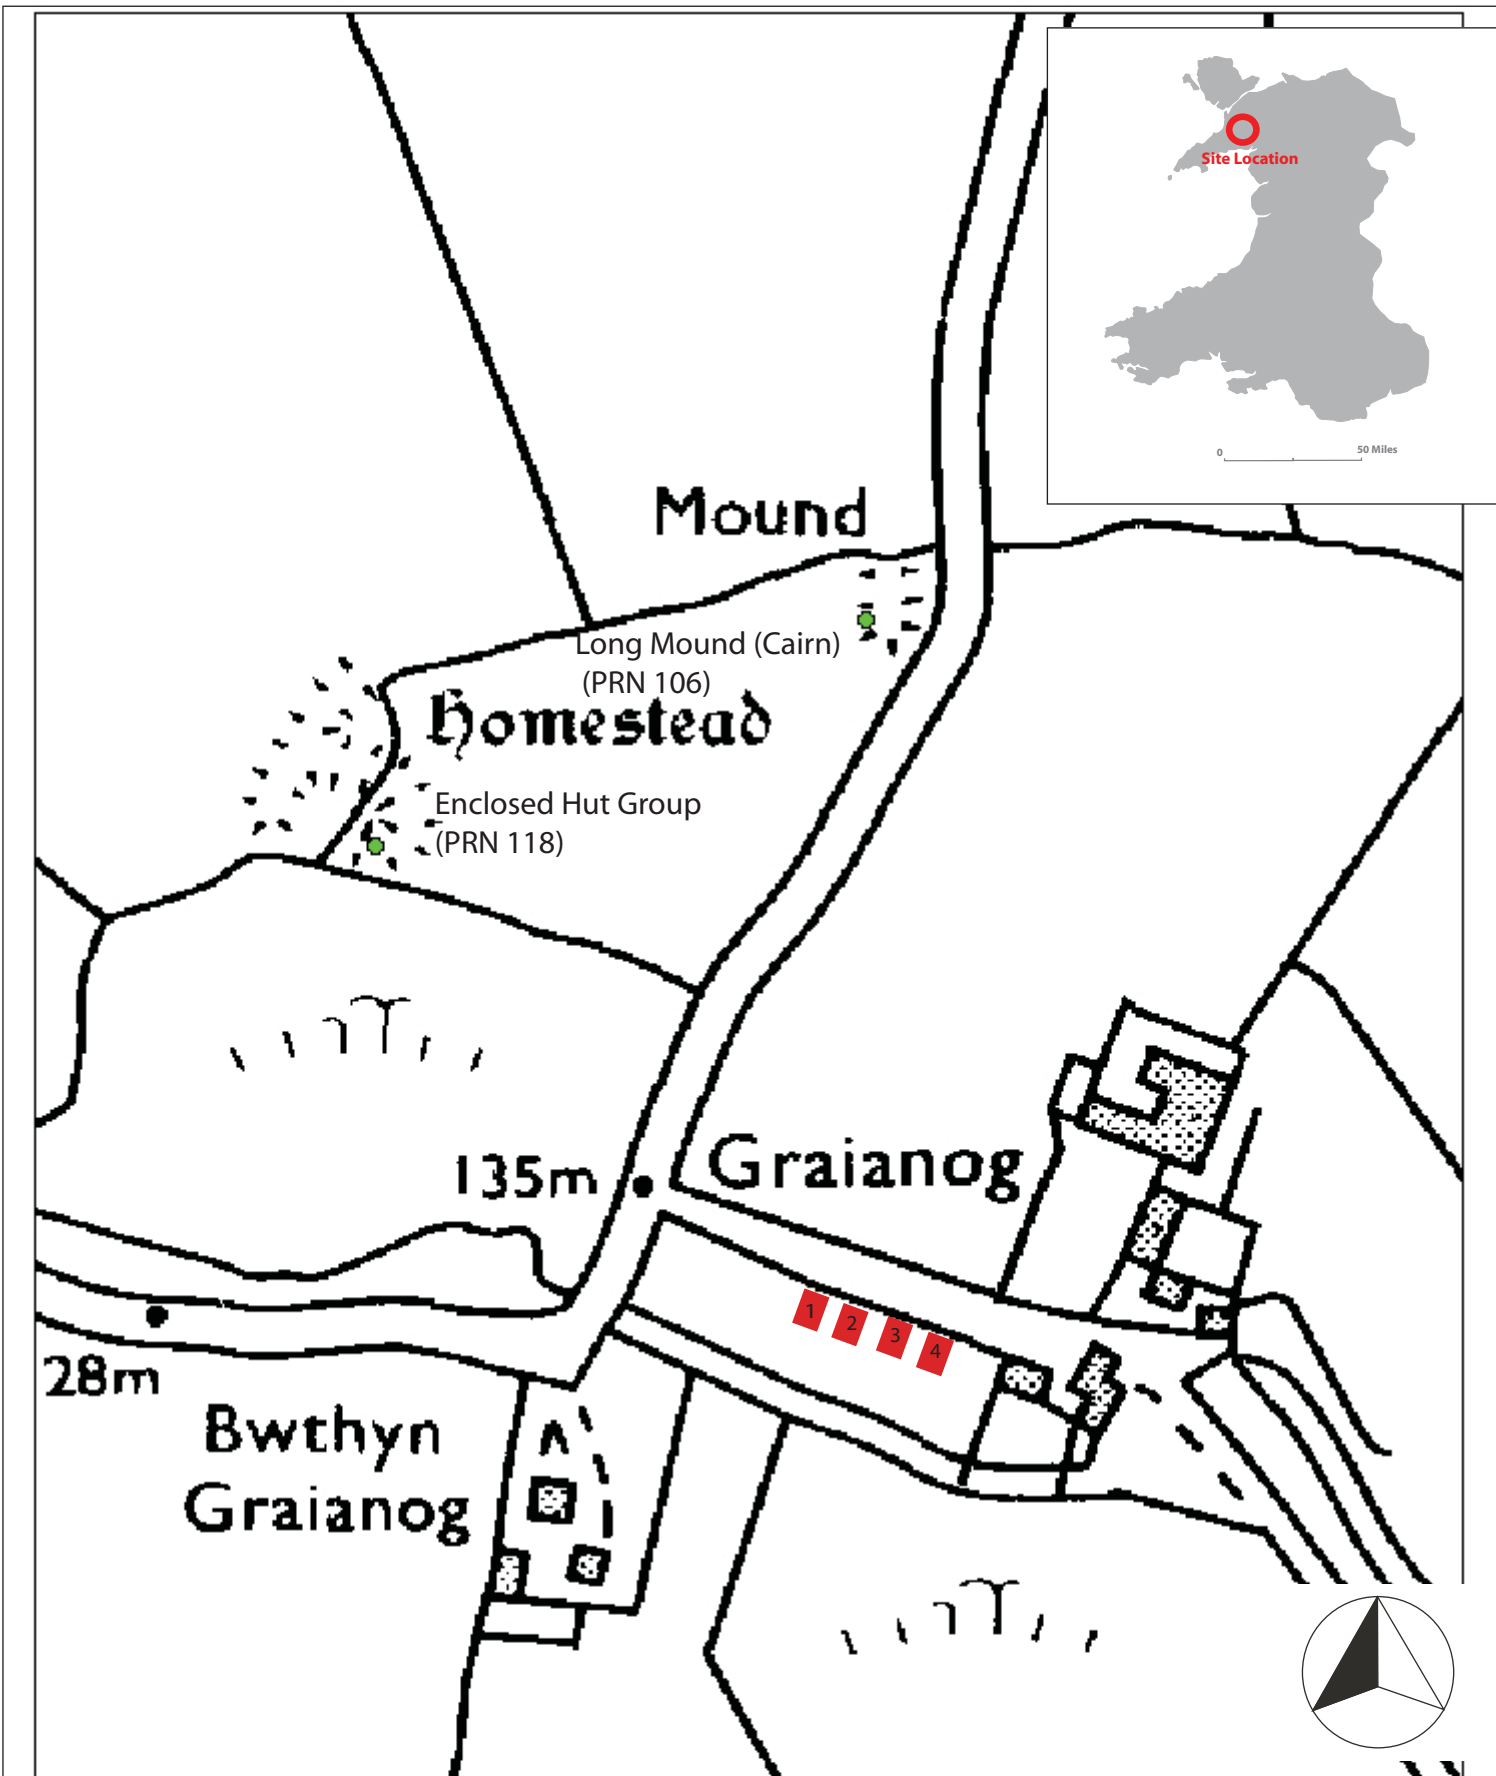 Site Location
0
50 Miles
Mound
Long Mound (Cairn)
(PRN 106)
Homestead
Enclosed Hut Group
(PRN 118)
Graianog
135m
1
2
3
4
28m
Bwthyn
Graianog